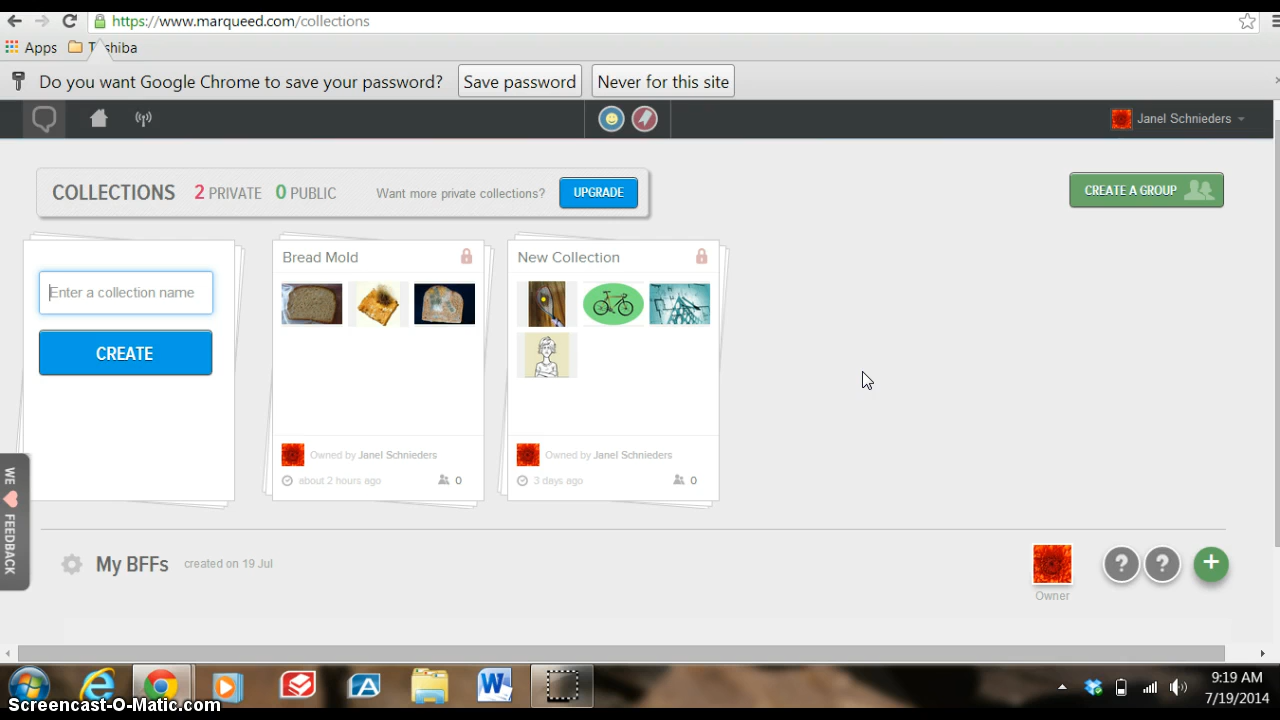 https://www.marqueed.com/collections
Apps Toshiba
Do you want Google Chrome to save your password? Save password Never for this site
Janel Schnieders
COLLECTIONS 2 PRIVATE 0 PUBLIC Want more private collections? UPGRADE
CREATE A GROUP
Enter a collection name
CREATE
Bread Mold
Owned by Janel Schnieders
about 2 hours ago 0
New Collection
Owned by Janel Schnieders
3 days ago 0
WE FEEDBACK
My BFFs created on 19 Jul
Owner
? ? +
9:19 AM
7/19/2014
Screencast-O-Matic.com